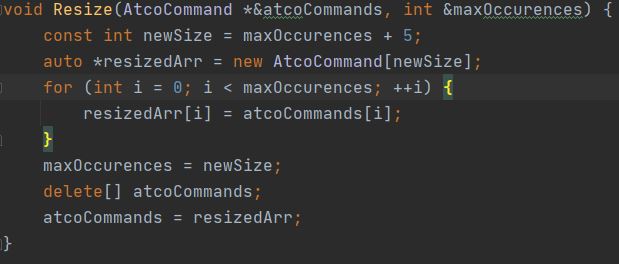 void Resize(AtcoCommand *&atcoCommands, int &maxOccurences) {
    const int newSize = maxOccurences + 5;
    auto *resizedArr = new AtcoCommand[newSize];
    for (int i = 0; i < maxOccurences; ++i) {
        resizedArr[i] = atcoCommands[i];
    }
    maxOccurences = newSize;
    delete[] atcoCommands;
    atcoCommands = resizedArr;
}